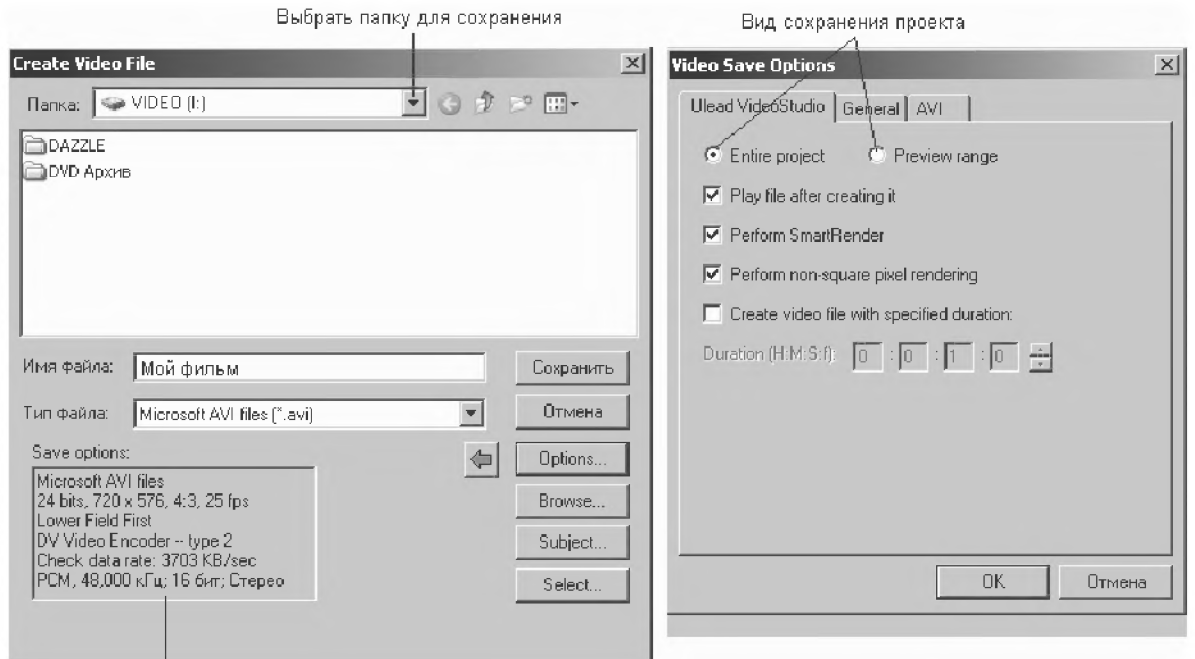 Выбрать папку для сохранения
Вид сохранения проекта
Create Video File
Папка: VIDEO (I:)
DAZZLE
DVD Архив
Имя файла: Мой фильм
Сохранить
Тип файла: Microsoft AVI files (*.avi)
Отмена
Save options:
Microsoft AVI files
24 bits, 720 x 576, 4:3, 25 fps
Lower Field First
DV Video Encoder -- type 2
Check data rate: 3703 KB/sec
PCM, 48,000 кГц; 16 бит; Стерео
Options...
Browse...
Subject...
Select...
Video Save Options
Ulead VideoStudio General AVI
Entire project Preview range
Play file after creating it
Perform SmartRender
Perform non-square pixel rendering
Create video file with specified duration:
Duration (H:M:S:f): 0 : 0 : 1 : 0
OK Отмена